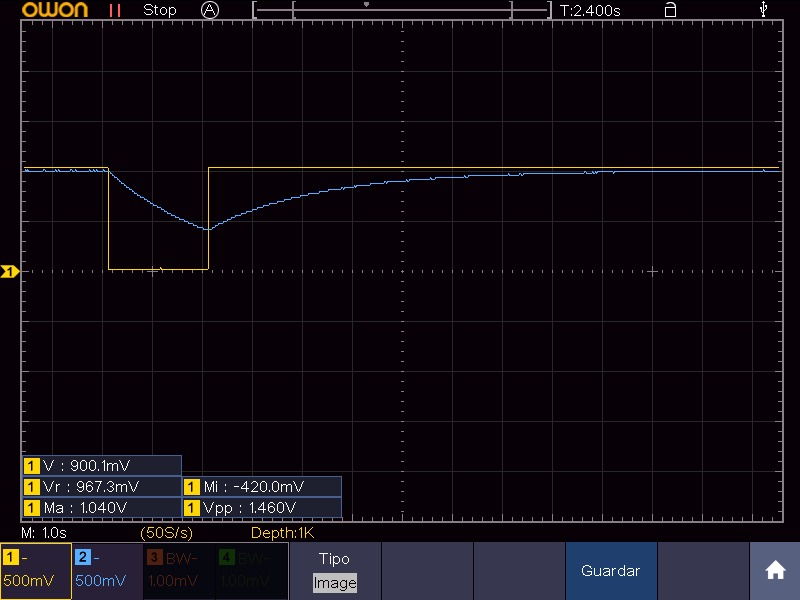 OWON Stop A T:2.400s
1
1 V : 900.1mV
1 Vr : 967.3mV 1 Mi : -420.0mV
1 Ma : 1.040V 1 Vpp : 1.460V
M: 1.0s (50S/s) Depth:1K
1 - 2 - 3 BW- 4 BW- Tipo
500mV 500mV 1.00mV 1.00mV Image Guardar